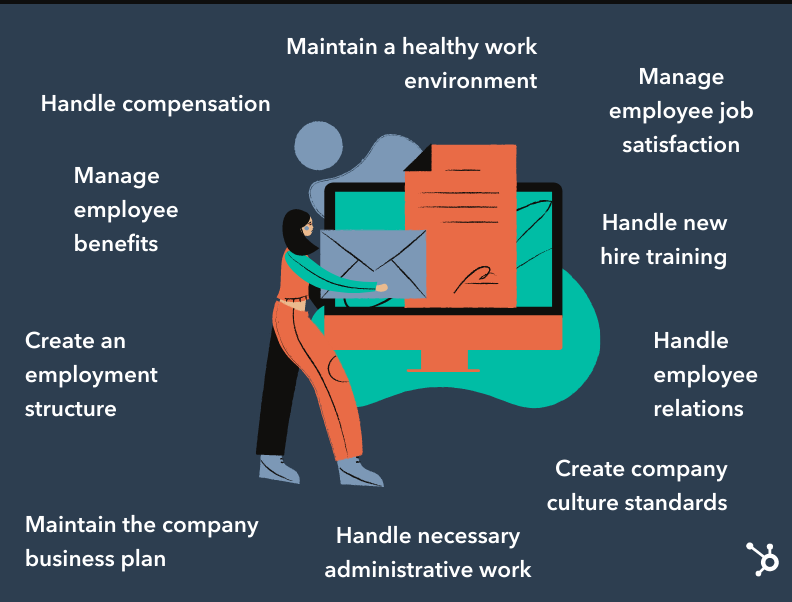 Maintain a healthy work
environment
Handle compensation
Manage
employee job
satisfaction
Manage
employee
benefits
Handle new
hire training
Create an
employment
structure
Handle
employee
relations
Create company
culture standards
Maintain the company
business plan
Handle necessary
administrative work